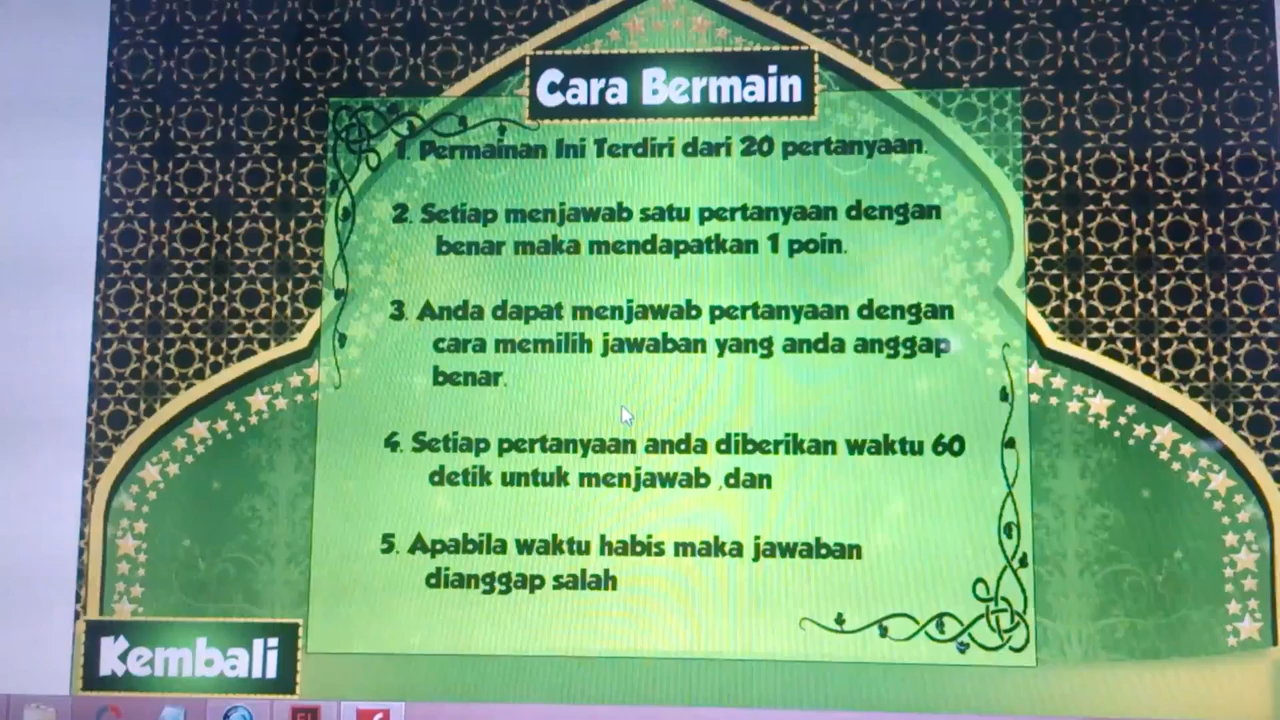 Cara Bermain
1. Permainan Ini Terdiri dari 20 pertanyaan.
2. Setiap menjawab satu pertanyaan dengan
benar maka mendapatkan 1 poin.
3. Anda dapat menjawab pertanyaan dengan
cara memilih jawaban yang anda anggap
benar.
4. Setiap pertanyaan anda diberikan waktu 60
detik untuk menjawab ,dan
5. Apabila waktu habis maka jawaban
dianggap salah
Kembali